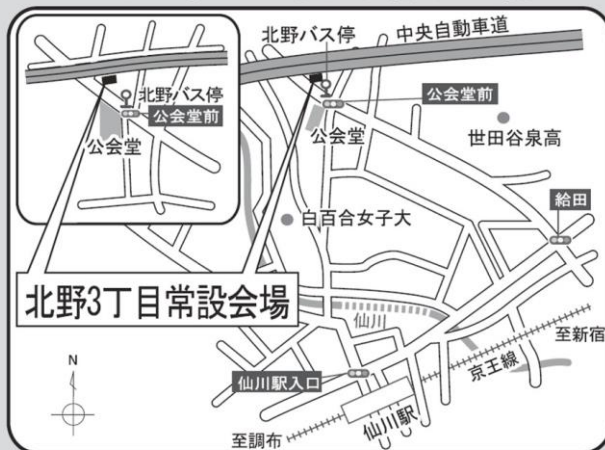 北野バス停
公会堂前
公会堂
北野バス停
中央自動車道
公会堂前
公会堂
世田谷泉高
給田
白百合女子大
北野3丁目常設会場
仙川
至新宿
京王線
仙川駅入口
仙川駅
至調布
N